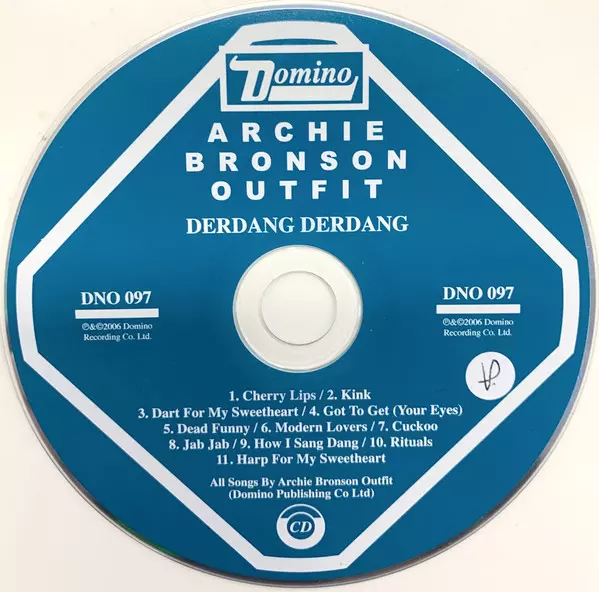 Domino
ARCHIE
BRONSON
OUTFIT
DERDANG DERDANG
DNO 097
℗&©2006 Domino
Recording Co. Ltd.
DNO 097
℗&©2006 Domino
Recording Co. Ltd.
1. Cherry Lips / 2. Kink
3. Dart For My Sweetheart / 4. Got To Get (Your Eyes)
5. Dead Funny / 6. Modern Lovers / 7. Cuckoo
8. Jab Jab / 9. How I Sang Dang / 10. Rituals
11. Harp For My Sweetheart
All Songs By Archie Bronson Outfit
(Domino Publishing Co Ltd)
CD